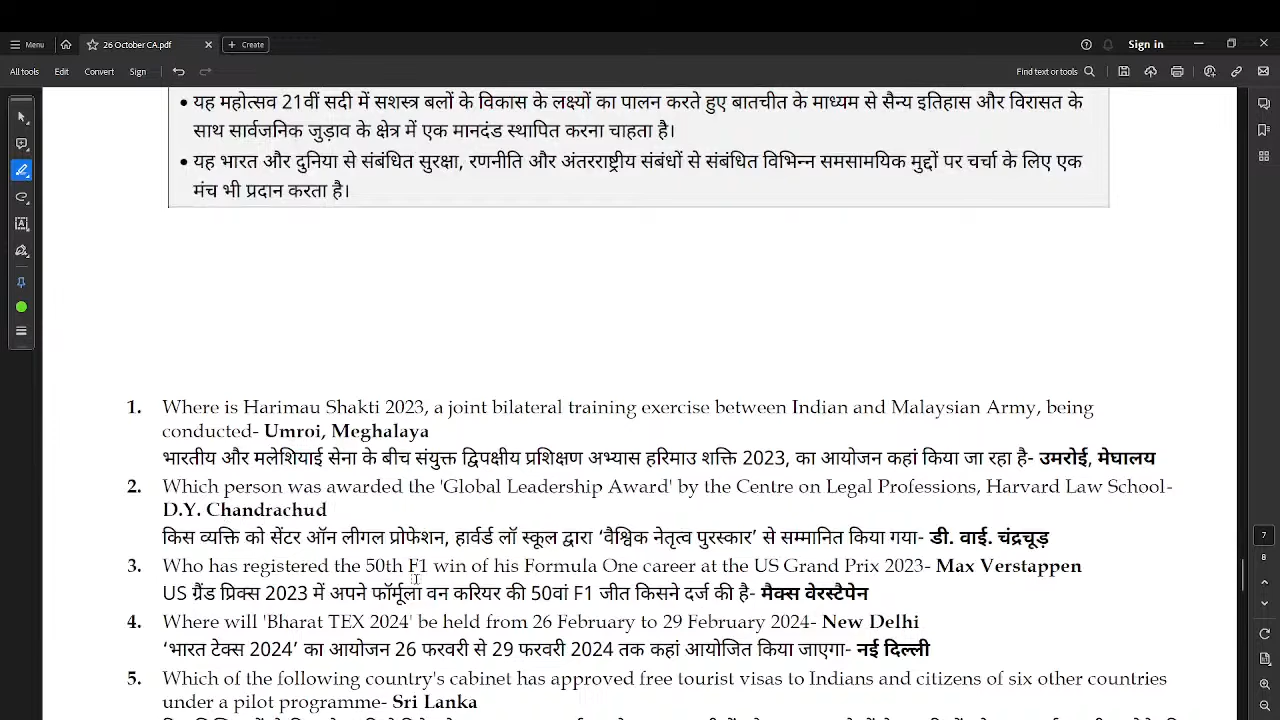 Menu
26 October CA.pdf
Create
Sign in
All tools
Edit
Convert
Sign
Find text or tools
• यह महोत्सव 21वीं सदी में सशस्त्र बलों के विकास के लक्ष्यों का पालन करते हुए बातचीत के माध्यम से सैन्य इतिहास और विरासत के
साथ सार्वजनिक जुड़ाव के क्षेत्र में एक मानदंड स्थापित करना चाहता है।
• यह भारत और दुनिया से संबंधित सुरक्षा, रणनीति और अंतरराष्ट्रीय संबंधों से संबंधित विभिन्न समसामयिक मुद्दों पर चर्चा के लिए एक
मंच भी प्रदान करता है।
1. Where is Harimau Shakti 2023, a joint bilateral training exercise between Indian and Malaysian Army, being
conducted- Umroi, Meghalaya
भारतीय और मलेशियाई सेना के बीच संयुक्त द्विपक्षीय प्रशिक्षण अभ्यास हरिमाउ शक्ति 2023, का आयोजन कहां किया जा रहा है- उमरोई, मेघालय
2. Which person was awarded the 'Global Leadership Award' by the Centre on Legal Professions, Harvard Law School-
D.Y. Chandrachud
किस व्यक्ति को सेंटर ऑन लीगल प्रोफेशन, हार्वर्ड लॉ स्कूल द्वारा ‘वैश्विक नेतृत्व पुरस्कार’ से सम्मानित किया गया- डी. वाई. चंद्रचूड़
3. Who has registered the 50th F1 win of his Formula One career at the US Grand Prix 2023- Max Verstappen
US ग्रैंड प्रिक्स 2023 में अपने फॉर्मूला वन करियर की 50वां F1 जीत किसने दर्ज की है- मैक्स वेरस्टैपेन
4. Where will 'Bharat TEX 2024' be held from 26 February to 29 February 2024- New Delhi
‘भारत टेक्स 2024’ का आयोजन 26 फरवरी से 29 फरवरी 2024 तक कहां आयोजित किया जाएगा- नई दिल्ली
5. Which of the following country's cabinet has approved free tourist visas to Indians and citizens of six other countries
under a pilot programme- Sri Lanka
7
8